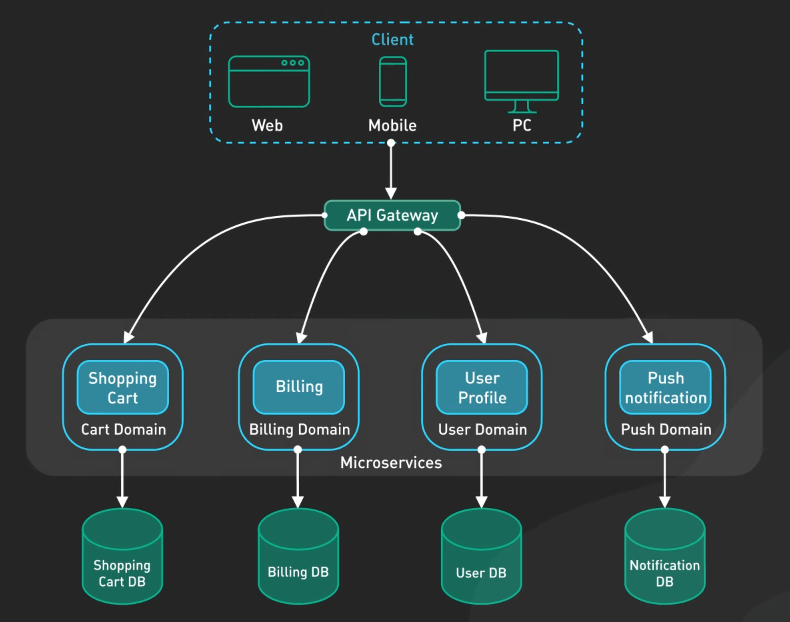 Client
Web
Mobile
PC
API Gateway
Shopping
Cart
Cart Domain
Billing
Billing Domain
User
Profile
User Domain
Push
notification
Push Domain
Microservices
Shopping
Cart DB
Billing DB
User DB
Notification
DB